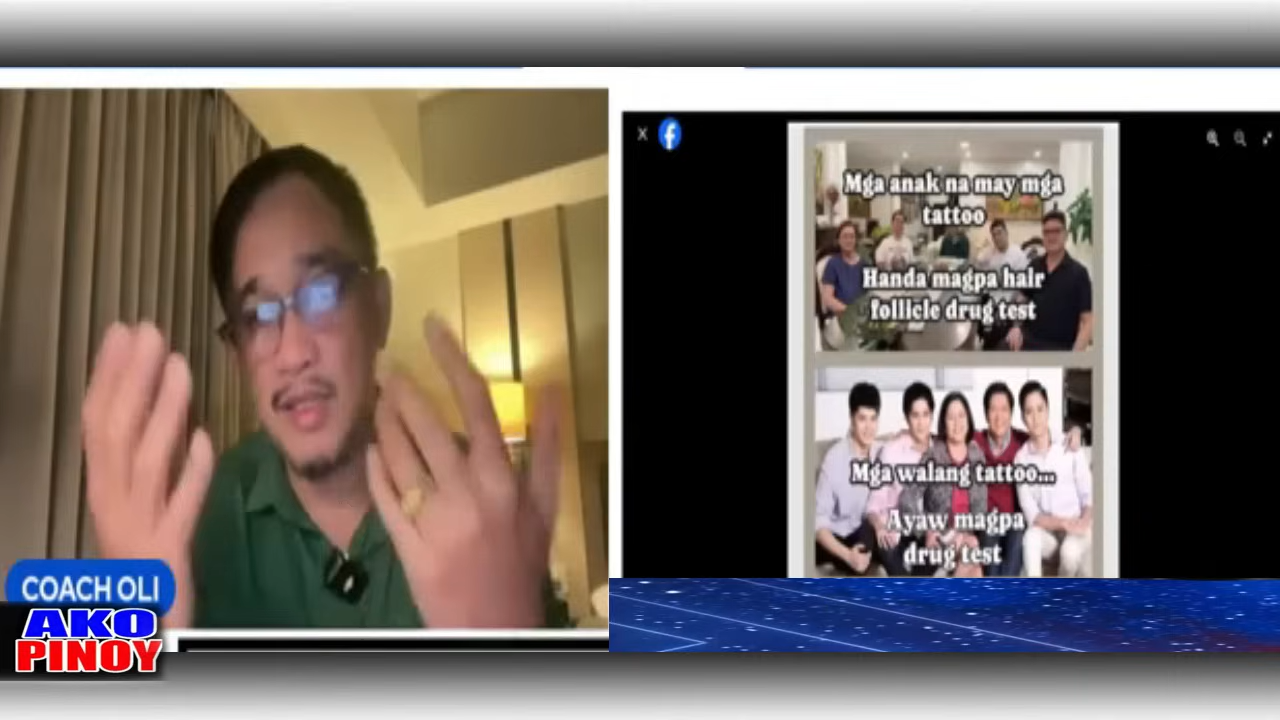 COACH OLI
AKO
PINOY
Mga anak na may mga
tattoo
Handa magpa hair
follicle drug test
Mga walang tattoo...
Ayaw magpa
drug test